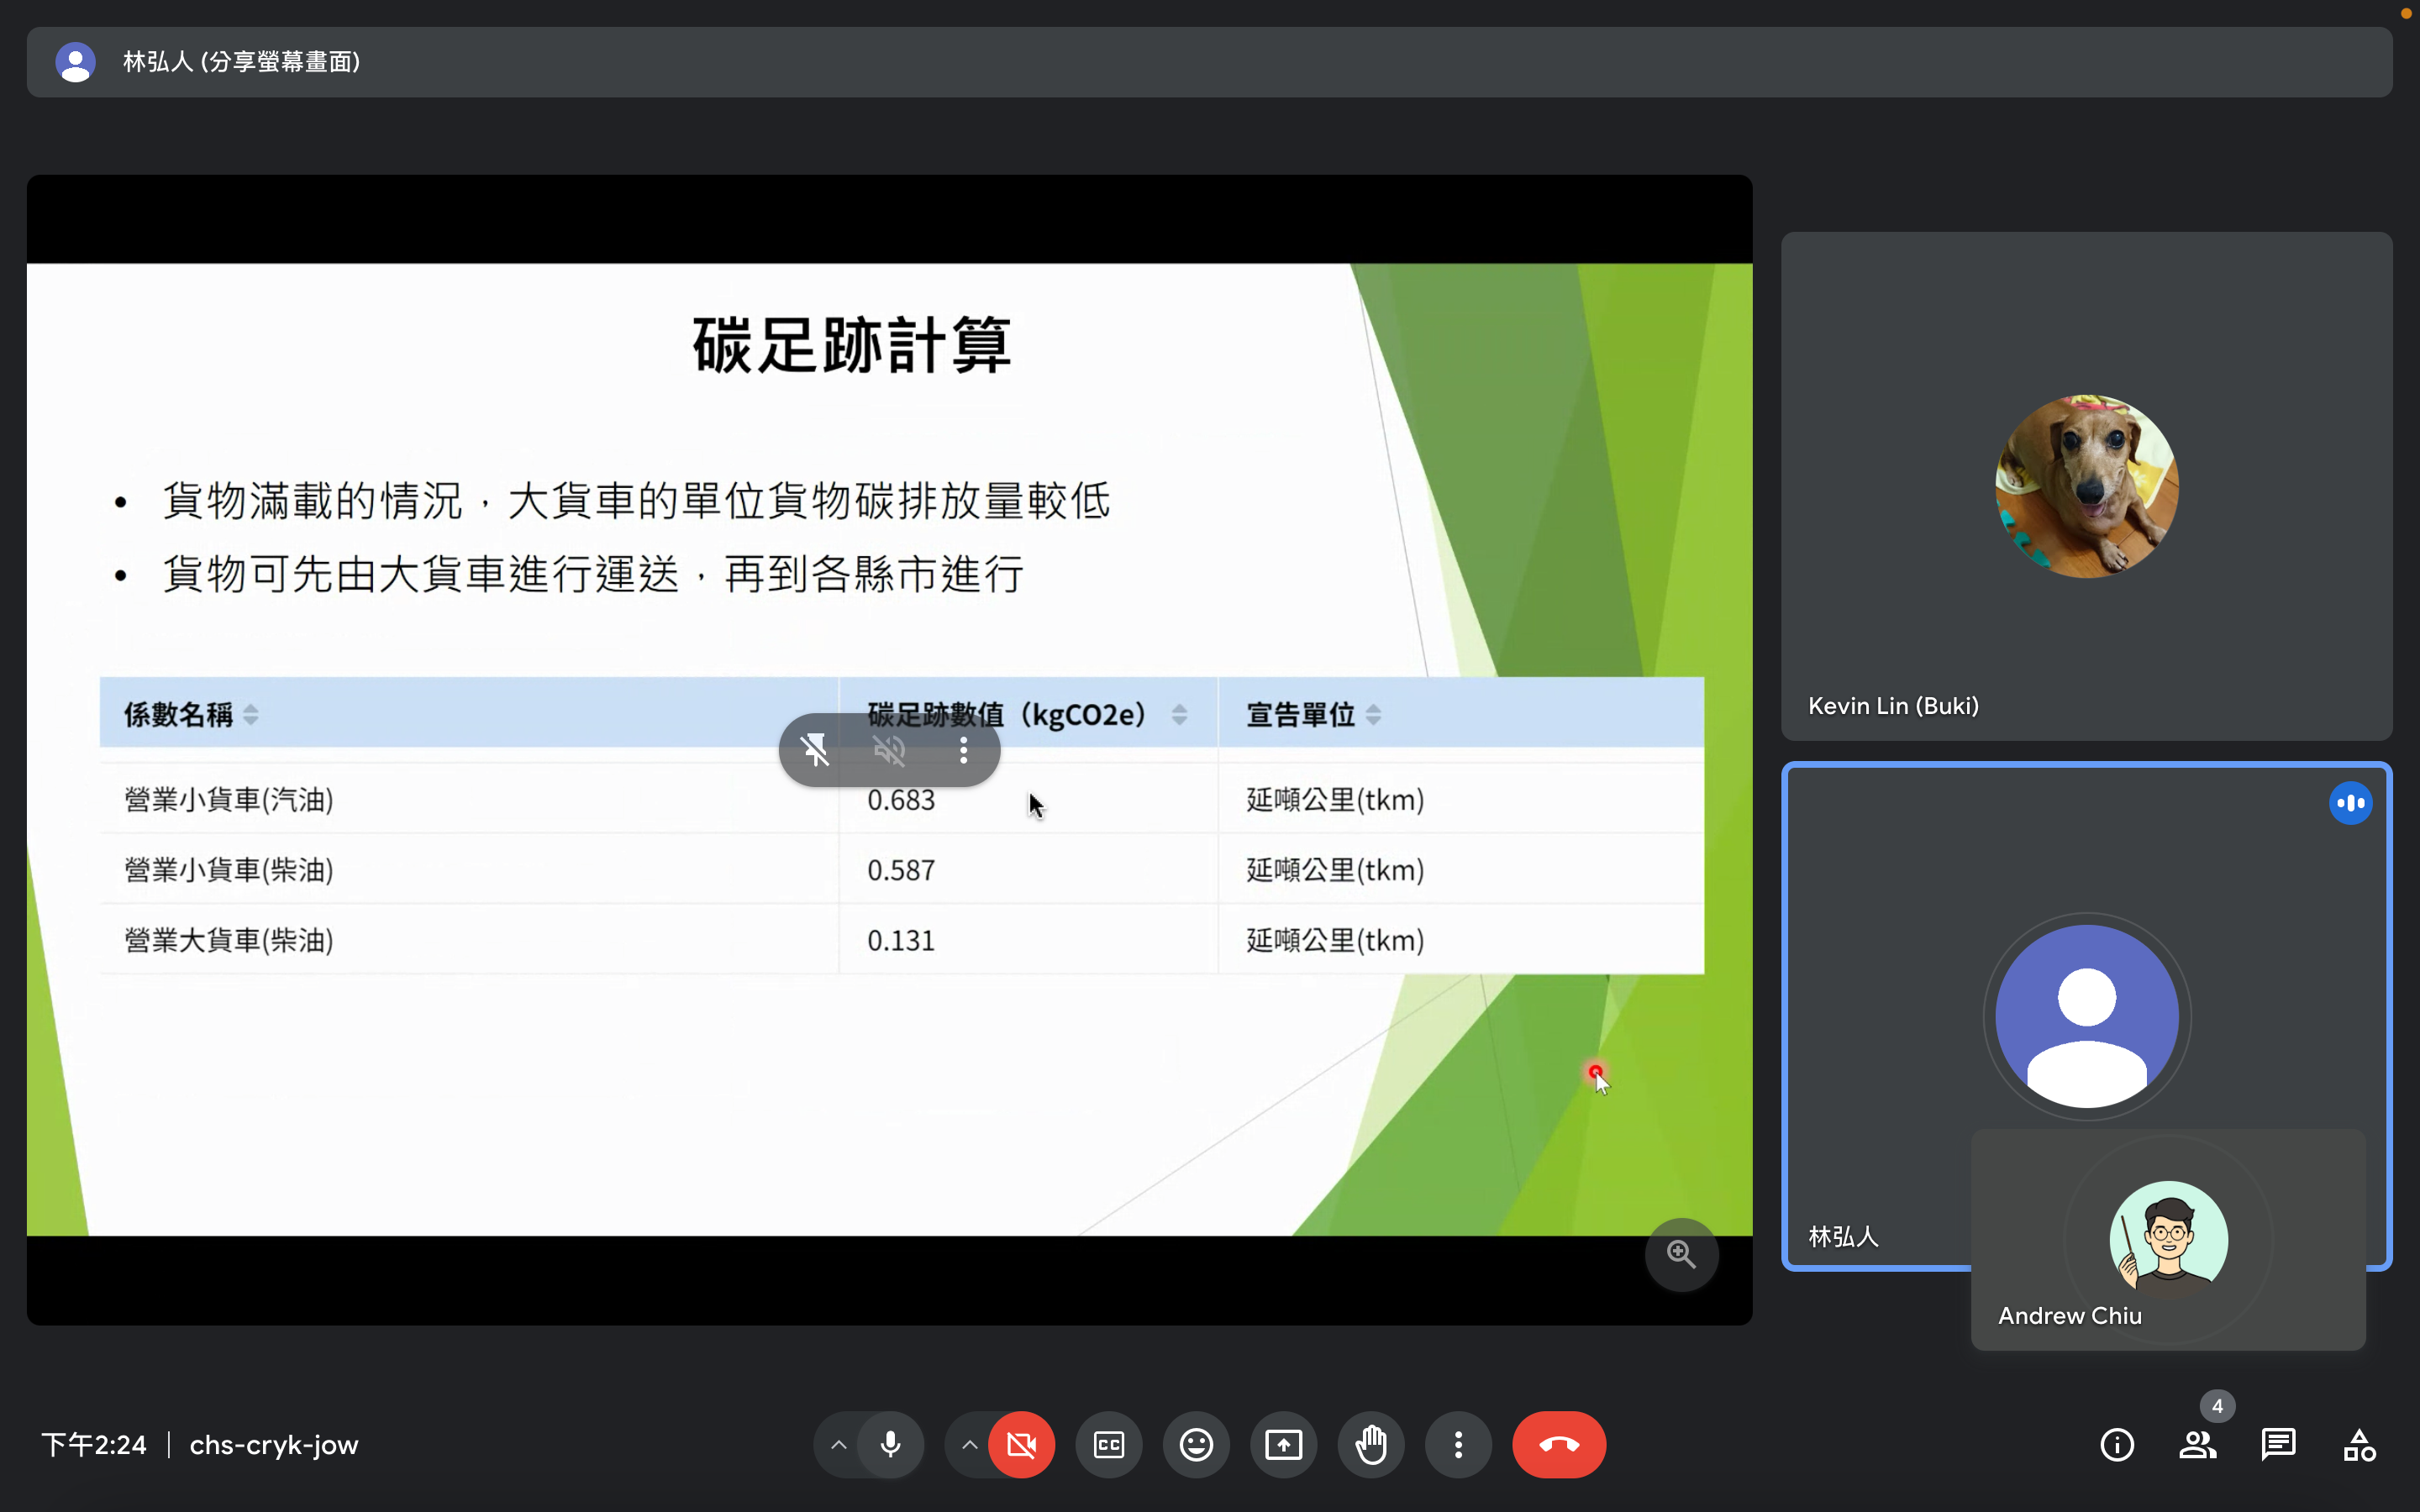 林弘人 (分享螢幕畫面)
碳足跡計算
• 貨物滿載的情況，大貨車的單位貨物碳排放量較低
• 貨物可先由大貨車進行運送，再到各縣市進行
係數名稱 碳足跡數值（kgCO2e） 宣告單位
營業小貨車(汽油) 0.683 延噸公里(tkm)
營業小貨車(柴油) 0.587 延噸公里(tkm)
營業大貨車(柴油) 0.131 延噸公里(tkm)
Kevin Lin (Buki)
林弘人
Andrew Chiu
下午2:24 | chs-cryk-jow
CC
4